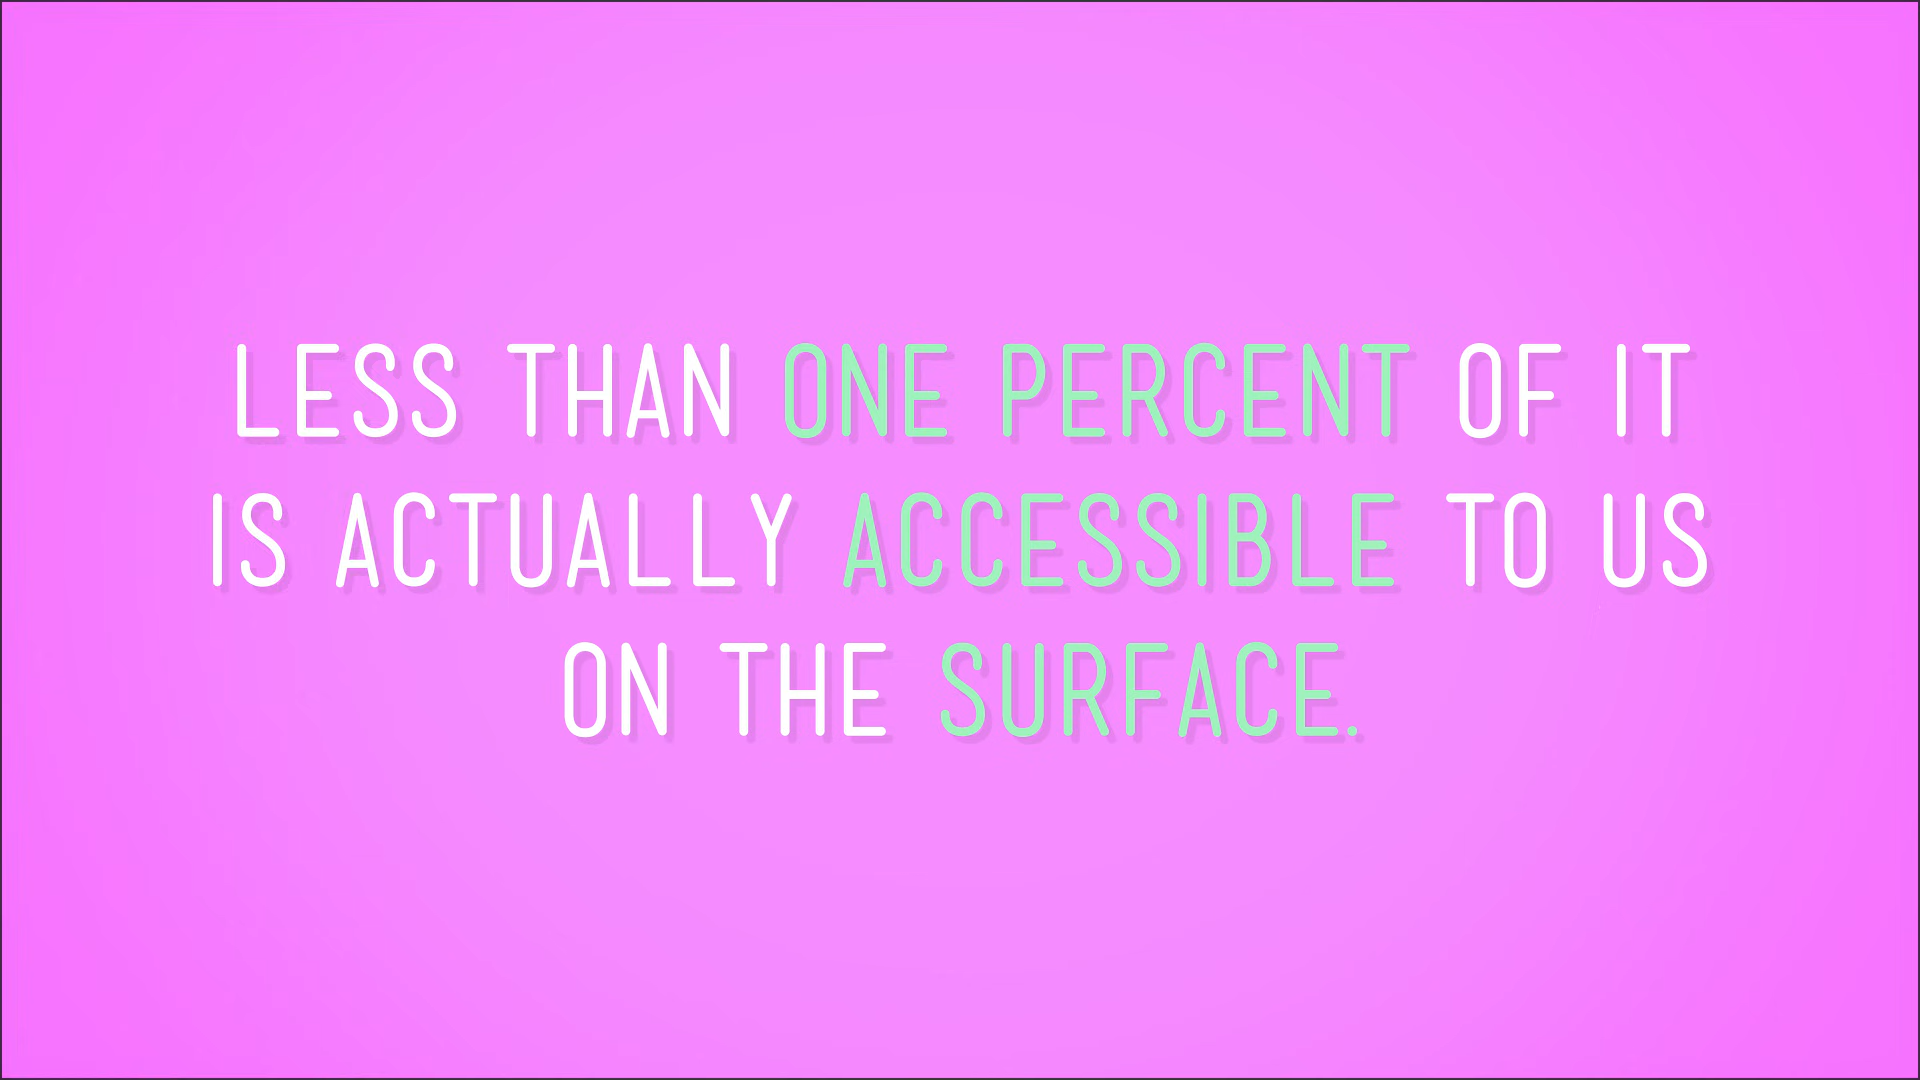 LESS THAN ONE PERCENT OF IT
IS ACTUALLY ACCESSIBLE TO US
ON THE SURFACE.